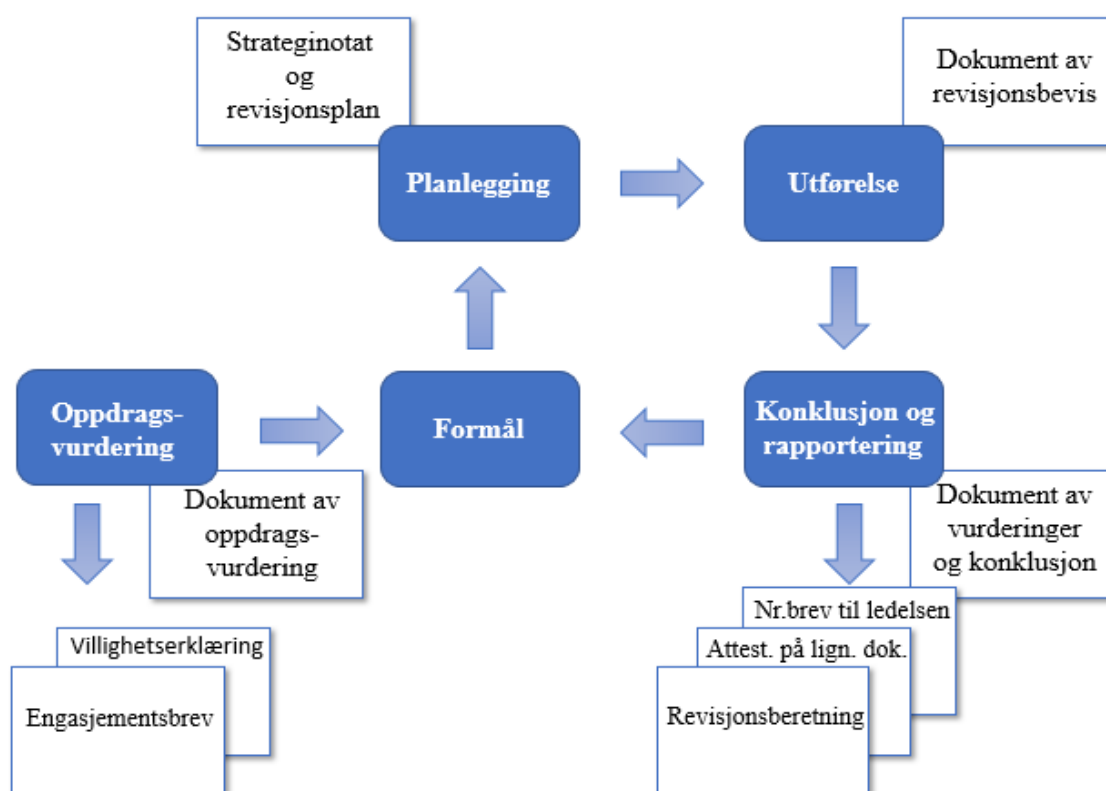 Strateginotat
og
revisjonsplan
Dokument av
revisjonsbevis
Planlegging
Utførelse
Oppdrags-
vurdering
Formål
Konklusjon og
rapportering
Dokument av
oppdrags-
vurdering
Dokument av
vurderinger
og konklusjon
Villighetserklæring
Engasjementsbrev
Nr.brev til ledelsen
Attest. på lign. dok.
Revisjonsberetning